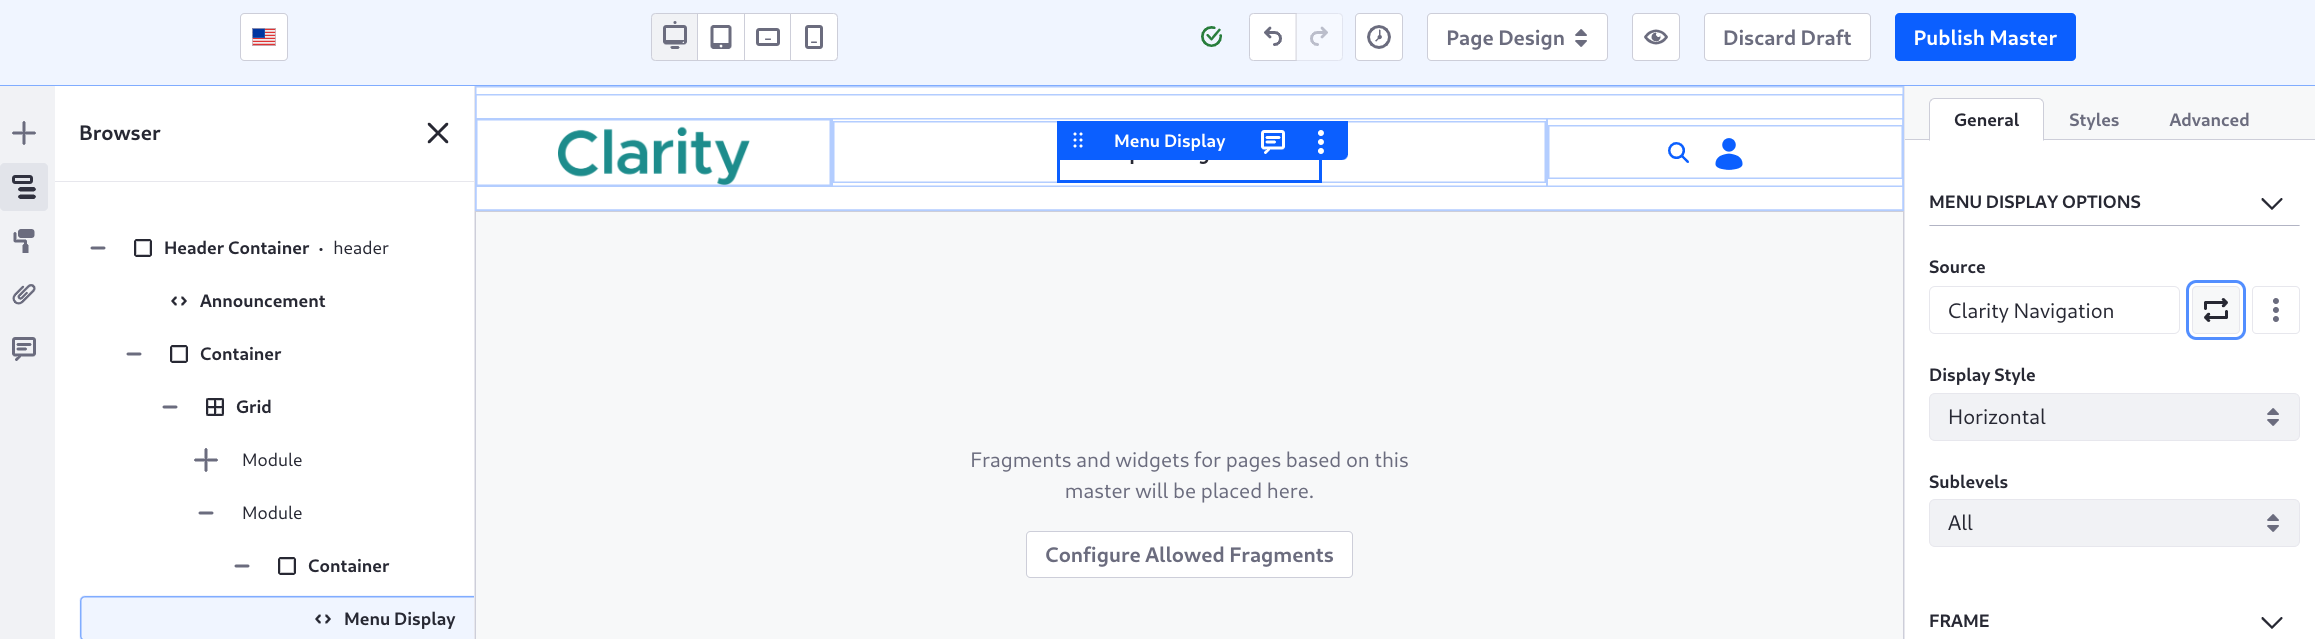 Page Design
Discard Draft
Publish Master
Browser
Header Container · header
Announcement
Container
Grid
Module
Module
Container
Menu Display
Clarity
Menu Display
Fragments and widgets for pages based on this
master will be placed here.
Configure Allowed Fragments
General
Styles
Advanced
MENU DISPLAY OPTIONS
Source
Clarity Navigation
Display Style
Horizontal
Sublevels
All
FRAME